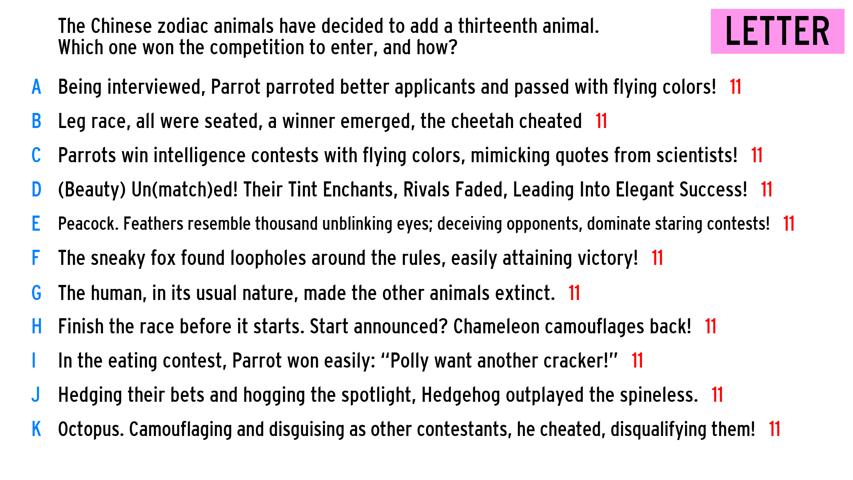 The Chinese zodiac animals have decided to add a thirteenth animal.
Which one won the competition to enter, and how?
LETTER
A Being interviewed, Parrot parroted better applicants and passed with flying colors! 11
B Leg race, all were seated, a winner emerged, the cheetah cheated 11
C Parrots win intelligence contests with flying colors, mimicking quotes from scientists! 11
D (Beauty) Un(match)ed! Their Tint Enchants, Rivals Faded, Leading Into Elegant Success! 11
E Peacock. Feathers resemble thousand unblinking eyes; deceiving opponents, dominate staring contests! 11
F The sneaky fox found loopholes around the rules, easily attaining victory! 11
G The human, in its usual nature, made the other animals extinct. 11
H Finish the race before it starts. Start announced? Chameleon camouflages back! 11
I In the eating contest, Parrot won easily: “Polly want another cracker!” 11
J Hedging their bets and hogging the spotlight, Hedgehog outplayed the spineless. 11
K Octopus. Camouflaging and disguising as other contestants, he cheated, disqualifying them! 11